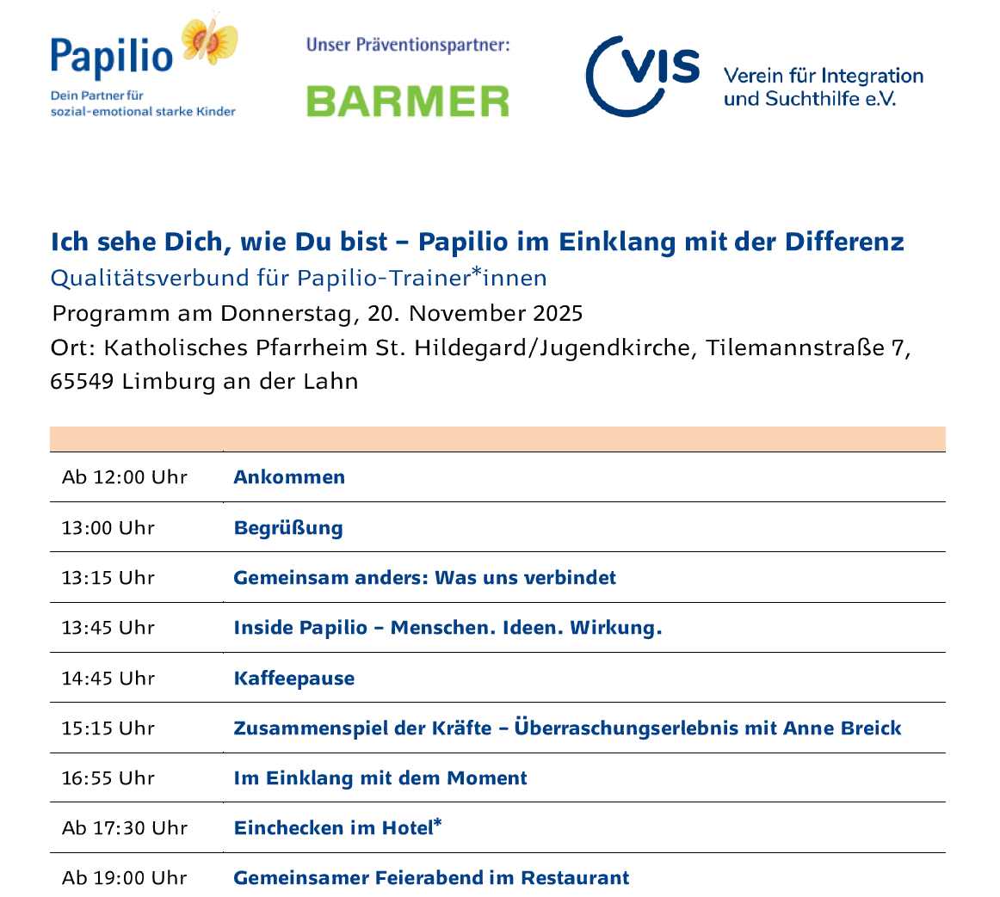 Papilio
Dein Partner für
sozial-emotional starke Kinder
Unser Präventionspartner:
BARMER
VIS
Verein für Integration
und Suchthilfe e.V.
Ich sehe Dich, wie Du bist – Papilio im Einklang mit der Differenz
Qualitätsverbund für Papilio-Trainer*innen
Programm am Donnerstag, 20. November 2025
Ort: Katholisches Pfarrheim St. Hildegard/Jugendkirche, Tilemannstraße 7,
65549 Limburg an der Lahn
Ab 12:00 Uhr Ankommen
13:00 Uhr Begrüßung
13:15 Uhr Gemeinsam anders: Was uns verbindet
13:45 Uhr Inside Papilio – Menschen. Ideen. Wirkung.
14:45 Uhr Kaffeepause
15:15 Uhr Zusammenspiel der Kräfte – Überraschungserlebnis mit Anne Breick
16:55 Uhr Im Einklang mit dem Moment
Ab 17:30 Uhr Einchecken im Hotel*
Ab 19:00 Uhr Gemeinsamer Feierabend im Restaurant